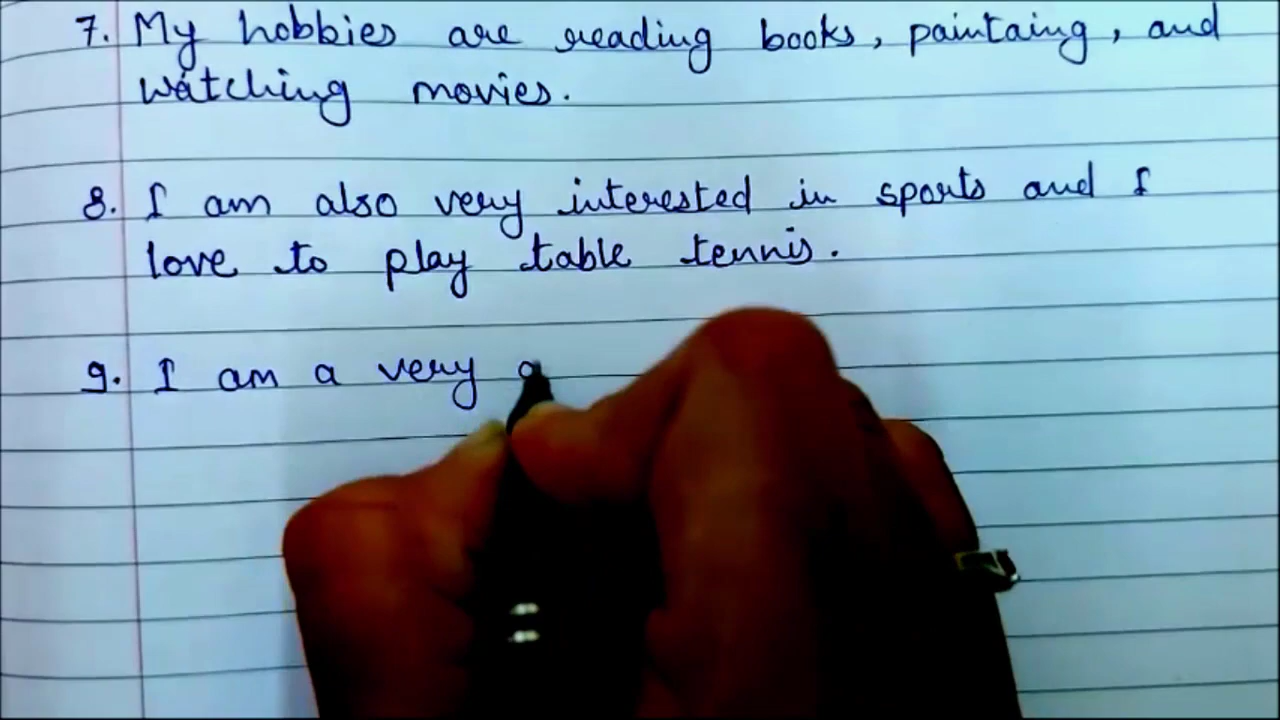 7. My hobbies are reading books, paintaing, and
watching movies.
8. I am also very interested in sports and I
love to play table tennis.
9. I am a very